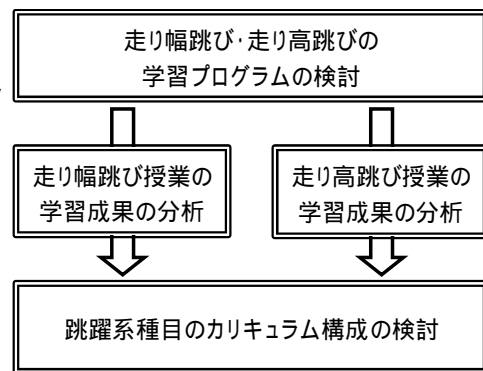 走り幅跳び・走り高跳びの
学習プログラムの検討
走り幅跳び授業の
学習成果の分析
走り高跳び授業の
学習成果の分析
跳躍系種目のカリキュラム構成の検討